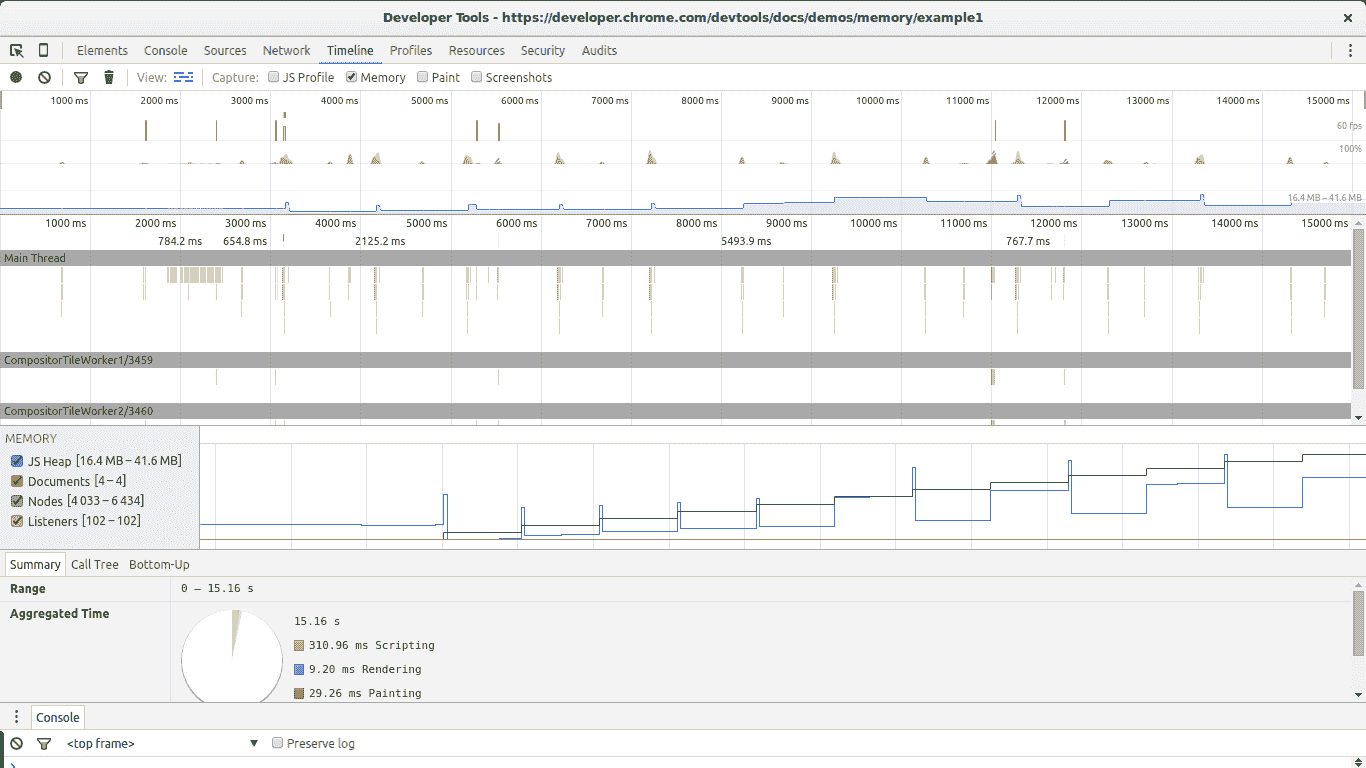 Developer Tools - https://developer.chrome.com/devtools/docs/demos/memory/example1
Elements Console Sources Network Timeline Profiles Resources Security Audits
View: Capture: JS Profile Memory Paint Screenshots
1000 ms 2000 ms 3000 ms 4000 ms 5000 ms 6000 ms 7000 ms 8000 ms 9000 ms 10000 ms 11000 ms 12000 ms 13000 ms 14000 ms 15000 ms
60 fps
100%
16.4 MB – 41.6 MB
1000 ms 2000 ms 3000 ms 4000 ms 5000 ms 6000 ms 7000 ms 8000 ms 9000 ms 10000 ms 11000 ms 12000 ms 13000 ms 14000 ms 15000 ms
784.2 ms 654.8 ms 2125.2 ms 5493.9 ms 767.7 ms
Main Thread
CompositorTileWorker1/3459
CompositorTileWorker2/3460
MEMORY
JS Heap [16.4 MB – 41.6 MB]
Documents [4 – 4]
Nodes [4 033 – 6 434]
Listeners [102 – 102]
Summary Call Tree Bottom-Up
Range 0 – 15.16 s
Aggregated Time
15.16 s
310.96 ms Scripting
9.20 ms Rendering
29.26 ms Painting
Console
<top frame> ▼ Preserve log